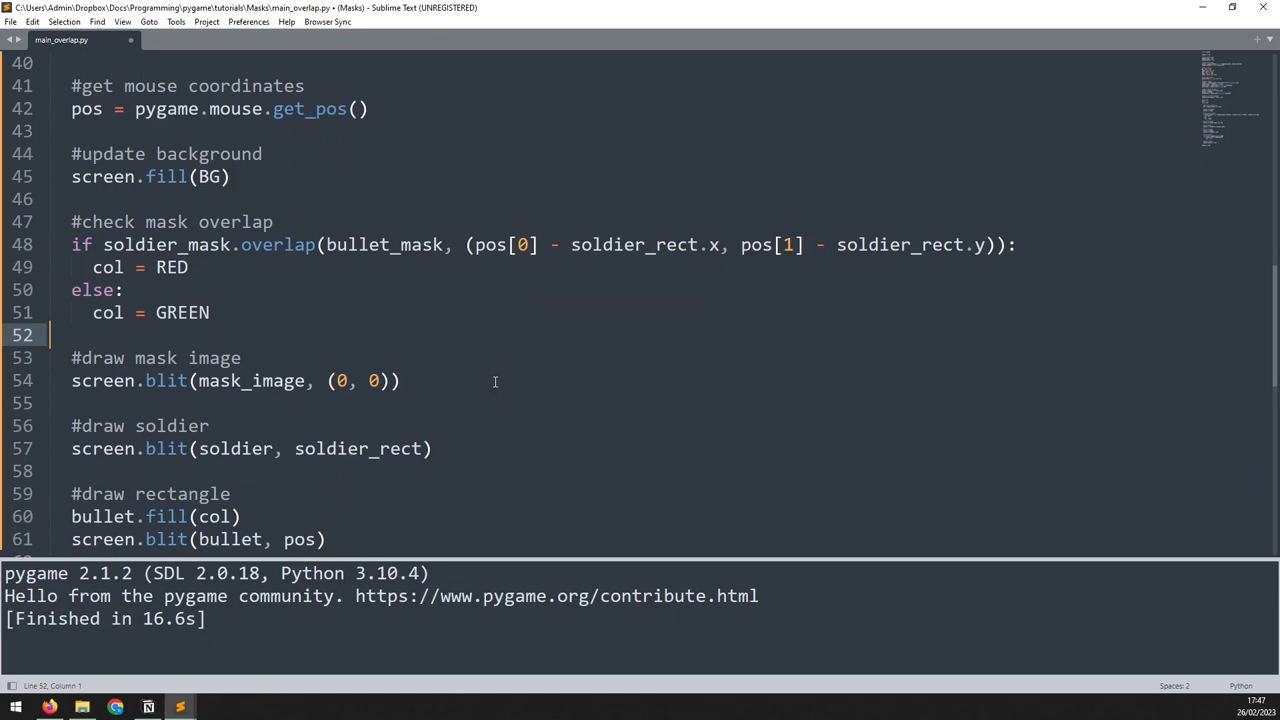 C:\Users\Admin\Dropbox\Docs\Programming\pygame\tutorials\Masks\main_overlap.py • (Masks) - Sublime Text (UNREGISTERED)
File Edit Selection Find View Goto Tools Project Preferences Help Browser Sync
main_overlap.py
40
41 #get mouse coordinates
42 pos = pygame.mouse.get_pos()
43
44 #update background
45 screen.fill(BG)
46
47 #check mask overlap
48 if soldier_mask.overlap(bullet_mask, (pos[0] - soldier_rect.x, pos[1] - soldier_rect.y)):
49 col = RED
50 else:
51 col = GREEN
52
53 #draw mask image
54 screen.blit(mask_image, (0, 0))
55
56 #draw soldier
57 screen.blit(soldier, soldier_rect)
58
59 #draw rectangle
60 bullet.fill(col)
61 screen.blit(bullet, pos)
pygame 2.1.2 (SDL 2.0.18, Python 3.10.4)
Hello from the pygame community. https://www.pygame.org/contribute.html
[Finished in 16.6s]
Line 52, Column 1 Spaces: 2 Python
17:47
26/02/2023